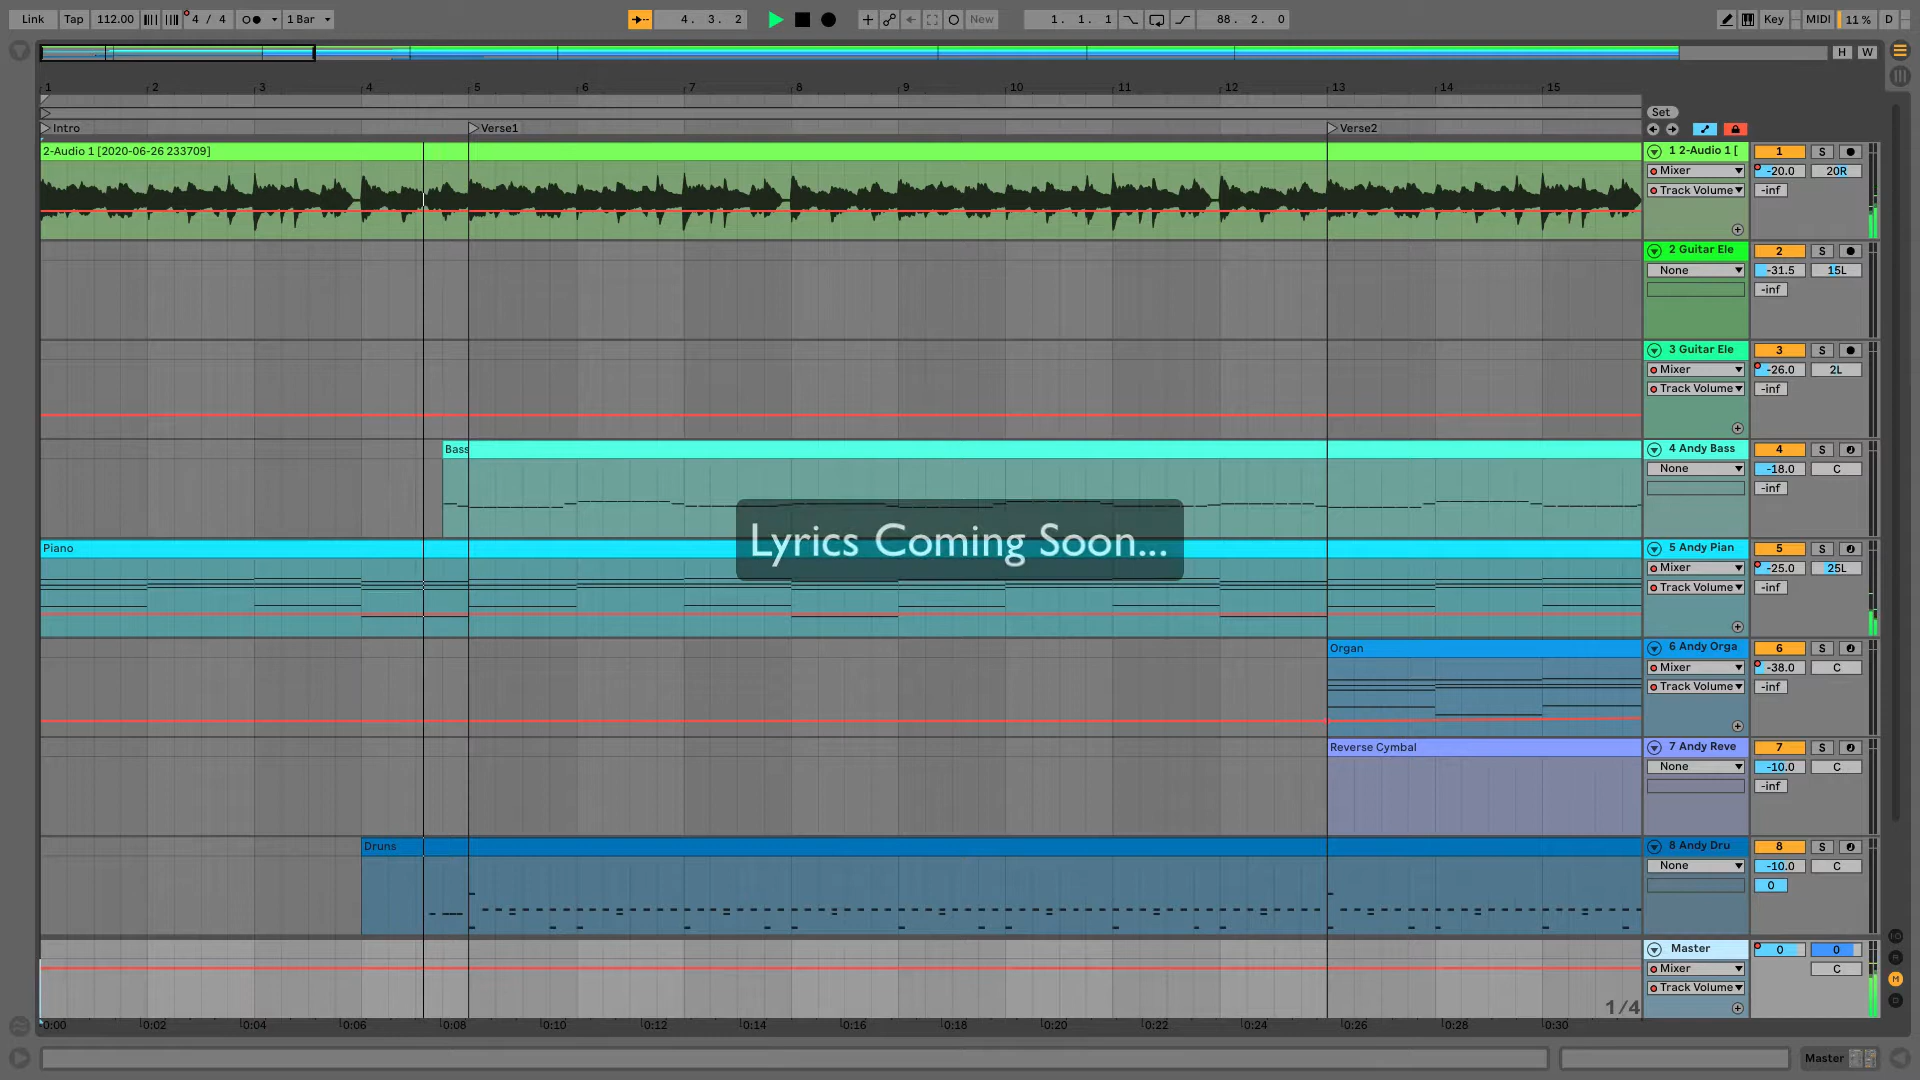 Link Tap 112.00 4 / 4 1 Bar 4. 3. 2 New 1. 1. 1 88. 2. 0 Key MIDI 11 % D
H W
1 2 3 4 5 6 7 8 9 10 11 12 13 14 15
Set
Intro Verse1 Verse2
2-Audio 1 [2020-06-26 233709] 1 2-Audio 1 [ 1 S
Mixer -20.0 20R
Track Volume -inf
2 Guitar Ele 2 S
None -31.5 15L
-inf
3 Guitar Ele 3 S
Mixer -26.0 2L
Track Volume -inf
Bass 4 Andy Bass 4 S
None -18.0 C
-inf
Lyrics Coming Soon...
Piano 5 Andy Pian 5 S
Mixer -25.0 25L
Track Volume -inf
Organ 6 Andy Orga 6 S
Mixer -38.0 C
Track Volume -inf
Reverse Cymbal 7 Andy Reve 7 S
None -10.0 C
-inf
Druns 8 Andy Dru 8 S
None -10.0 C
0
Master 0 0
Mixer C
Track Volume
1/4
0:00 0:02 0:04 0:06 0:08 0:10 0:12 0:14 0:16 0:18 0:20 0:22 0:24 0:26 0:28 0:30
Master